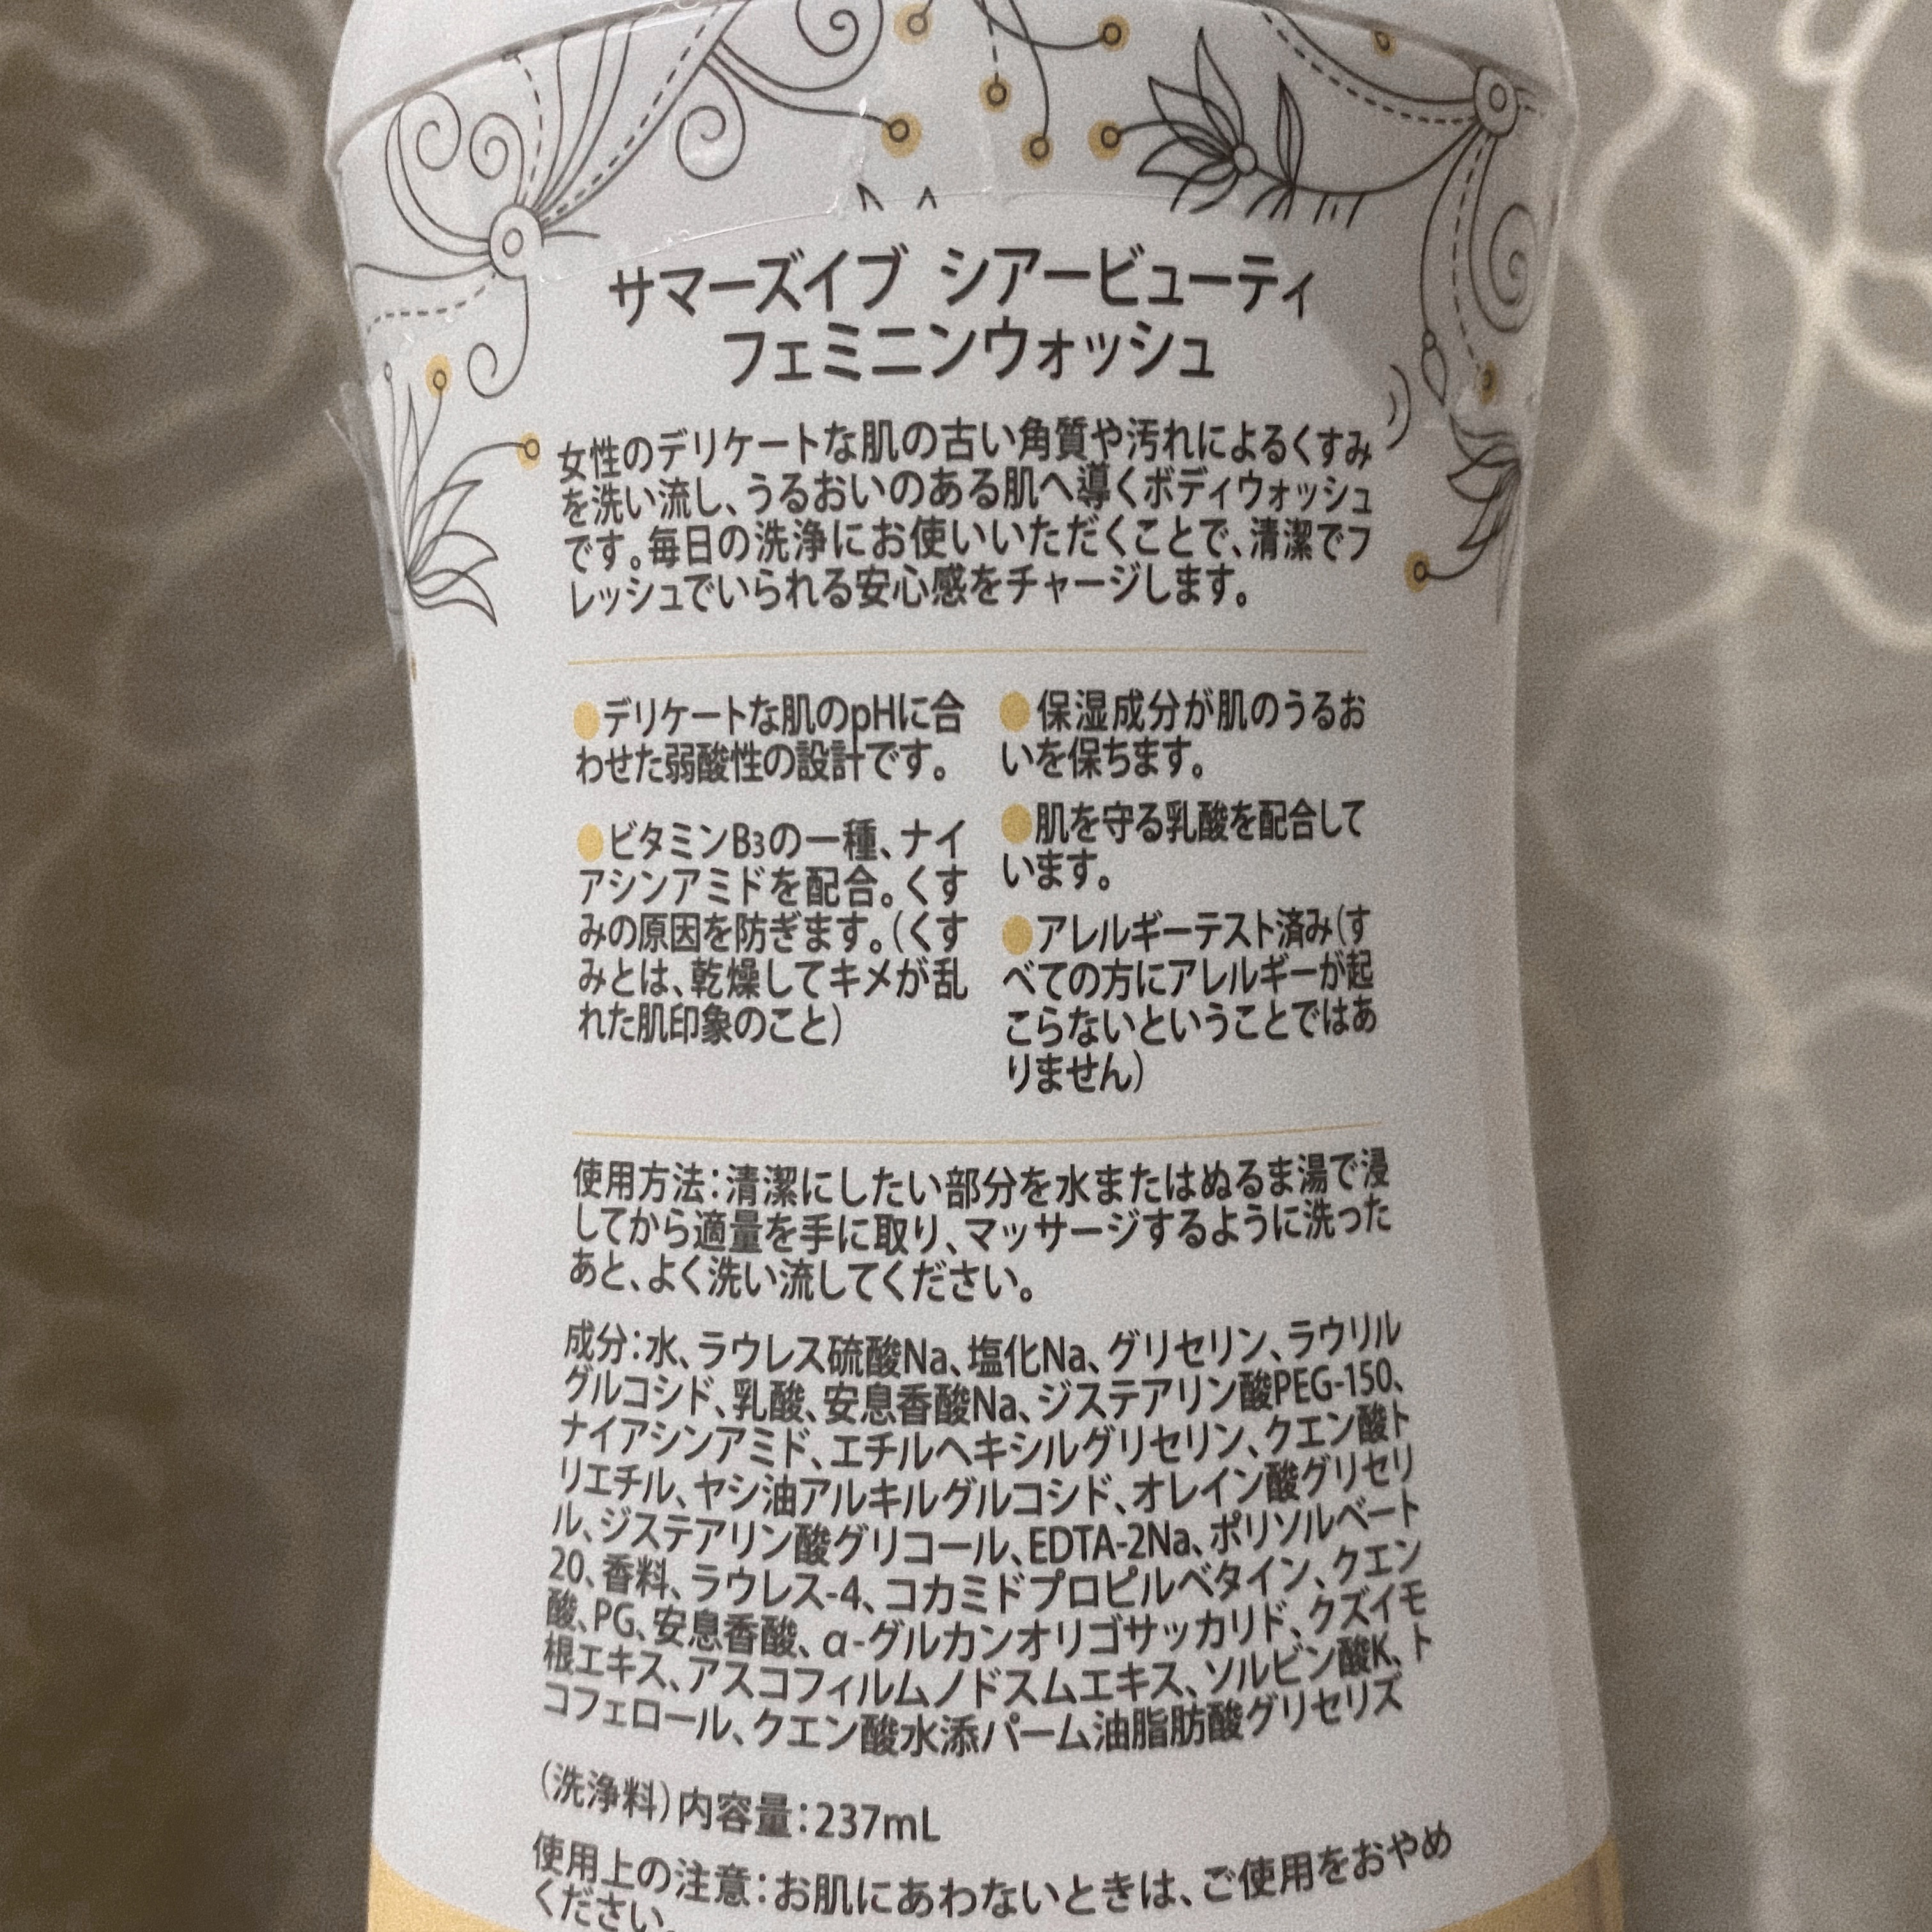 サマーズイブ シアービューティ
フェミニンウォッシュ
女性のデリケートな肌の古い角質や汚れによるくすみ
を洗い流し、うるおいのある肌へ導くボディウォッシュ
です。毎日の洗浄にお使いいただくことで、清潔でフ
レッシュでいられる安心感をチャージします。
●デリケートな肌のpHに合
わせた弱酸性の設計です。
●ビタミンB3の一種、ナイ
アシンアミドを配合。くす
みの原因を防ぎます。(くす
みとは、乾燥してキメが乱
れた肌印象のこと)
●保湿成分が肌のうるお
いを保ちます。
●肌を守る乳酸を配合して
います。
●アレルギーテスト済み(す
べての方にアレルギーが起
こらないということではあ
りません)
使用方法：清潔にしたい部分を水またはぬるま湯で浸
してから適量を手に取り、マッサージするように洗った
あと、よく洗い流してください。
成分：水、ラウレス硫酸Na、塩化Na、グリセリン、ラウリル
グルコシド、乳酸、安息香酸Na、ジステアリン酸PEG-150、
ナイアシンアミド、エチルヘキシルグリセリン、クエン酸ト
リエチル、ヤシ油アルキルグルコシド、オレイン酸グリセリ
ル、ジステアリン酸グリコール、EDTA-2Na、ポリソルベート
20、香料、ラウレス-4、コカミドプロピルベタイン、クエン
酸、PG、安息香酸、α-グルカンオリゴサッカリド、クズイモ
根エキス、アスコフィルムノドスムエキス、ソルビン酸K、ト
コフェロール、クエン酸水添パーム油脂肪酸グリセリズ
(洗浄料)内容量：237mL
使用上の注意：お肌にあわないときは、ご使用をおやめ
ください。